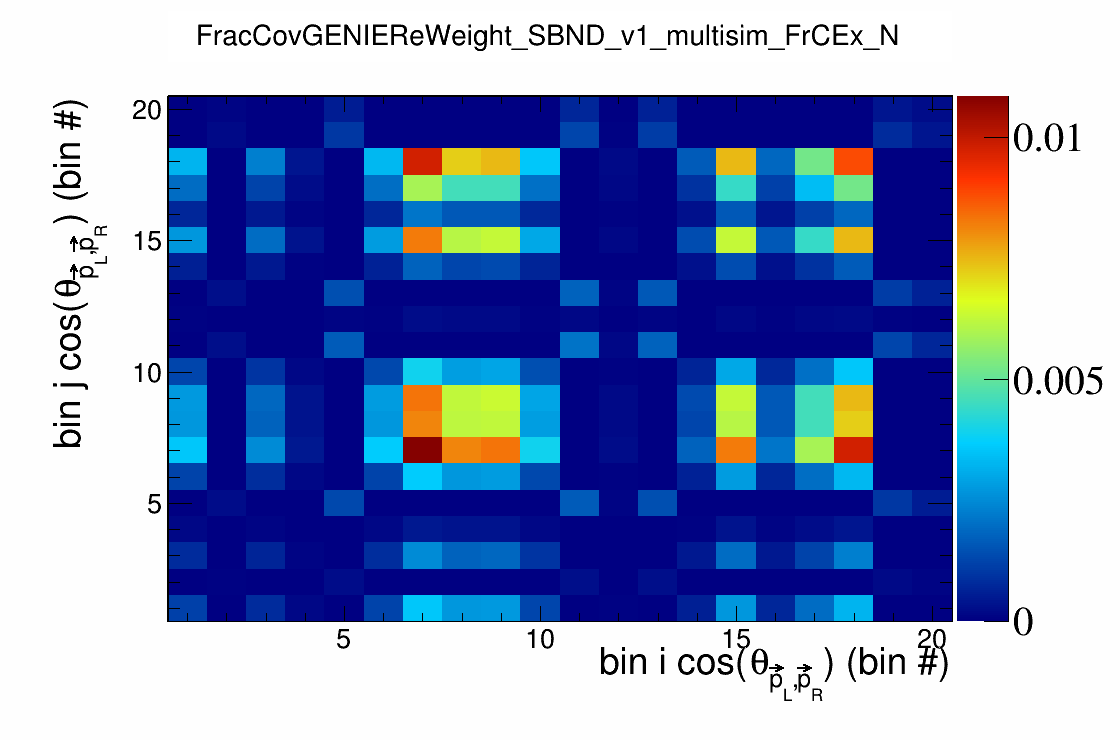 FracCovGENIEReWeight_SBND_v1_multisim_FrCEx_N
bin j cos(θp⃗L,p⃗R) (bin #)
20
15
10
5
5 10 15 20
0.01
0.005
0
bin i cos(θp⃗L,p⃗R) (bin #)